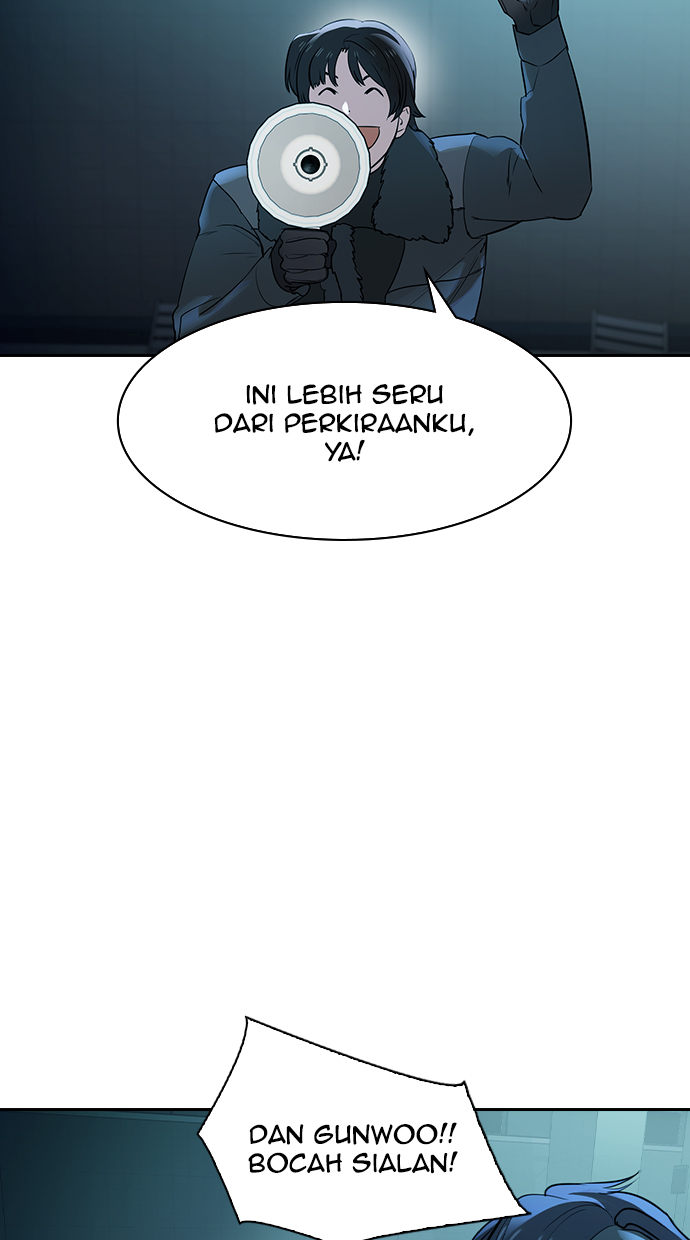 INI LEBIH SERU
DARI PERKIRAANKU,
YA!
DAN GUNWOO!!
BOCAH SIALAN!